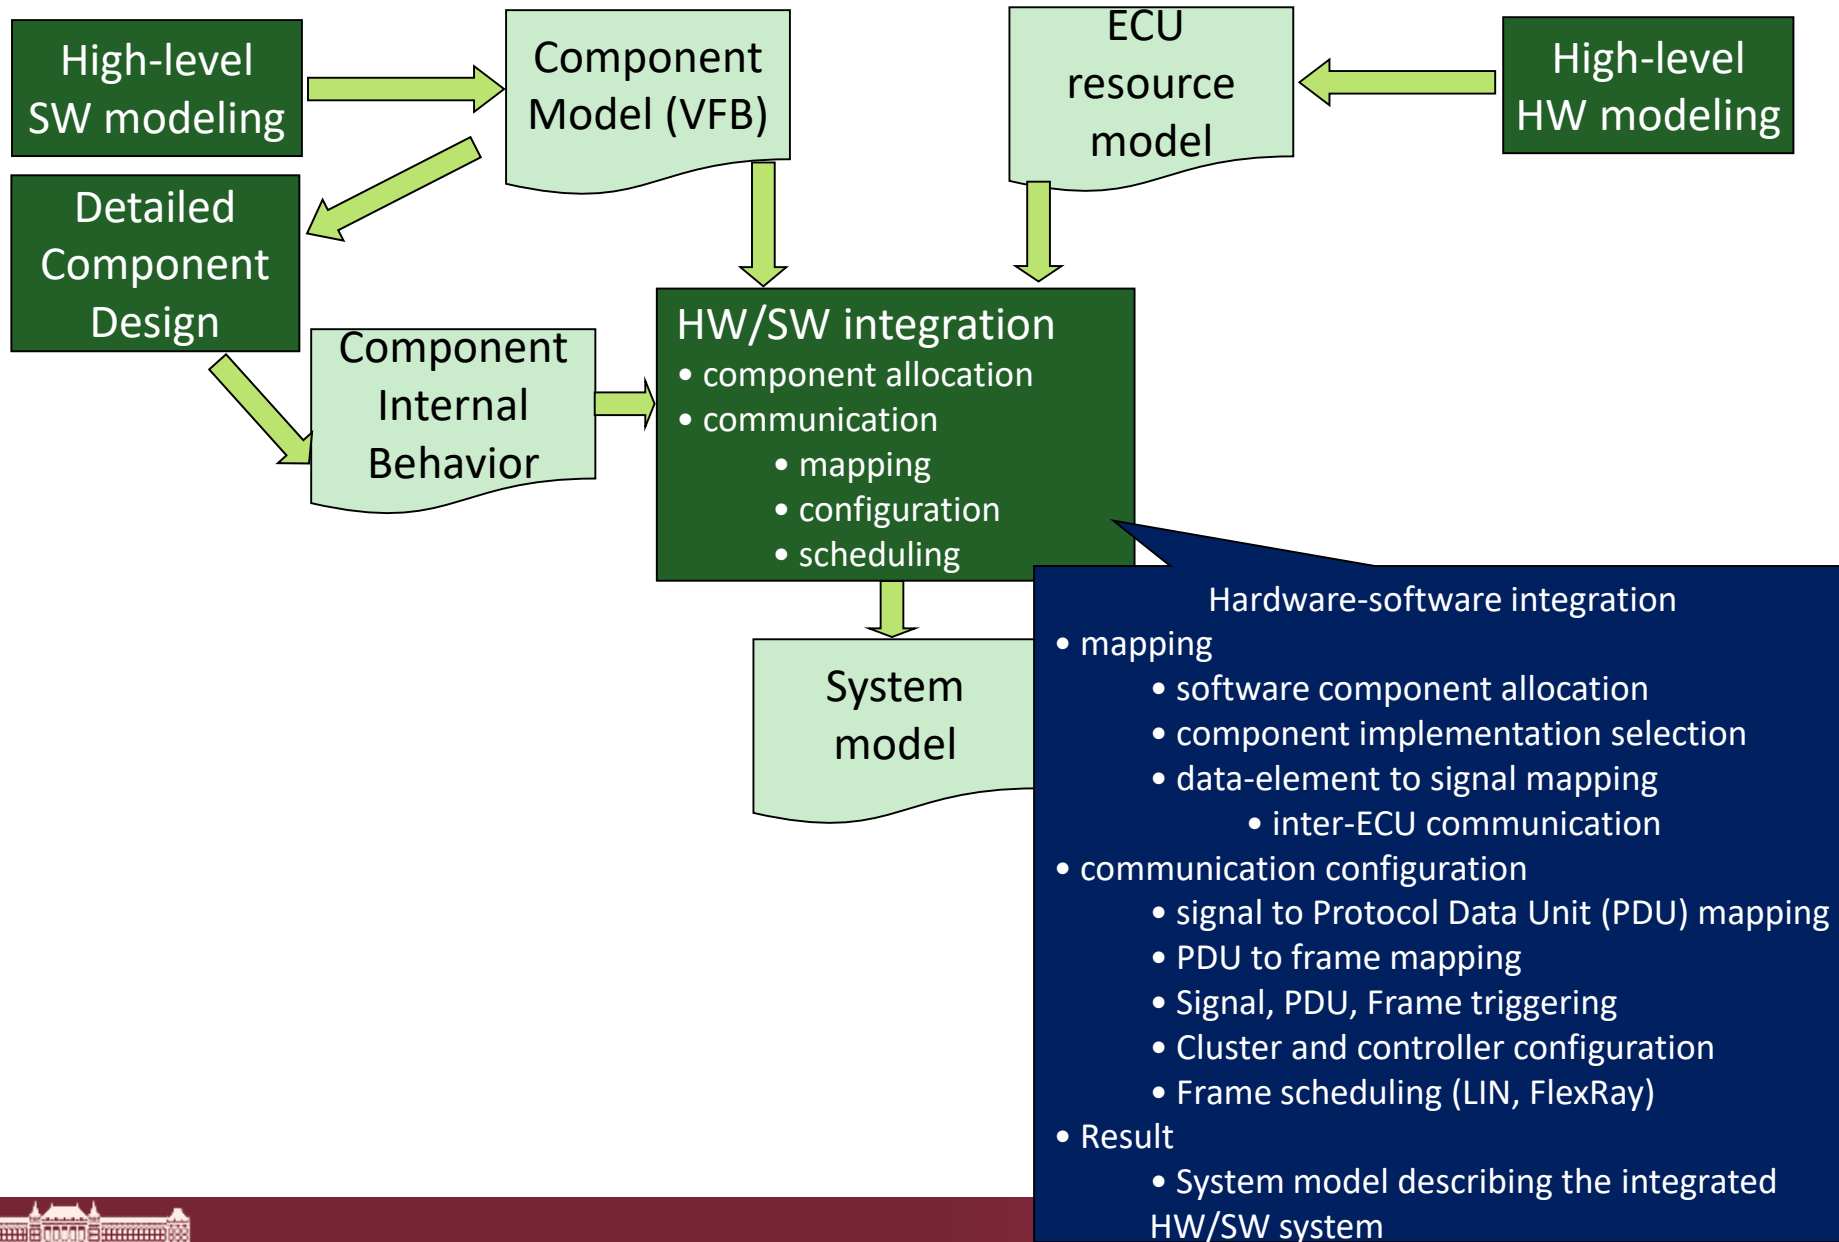 High-level
SW modeling
Component
Model (VFB)
ECU
resource
model
High-level
HW modeling
Detailed
Component
Design
Component
Internal
Behavior
HW/SW integration
• component allocation
• communication
• mapping
• configuration
• scheduling
System
model
Hardware-software integration
• mapping
• software component allocation
• component implementation selection
• data-element to signal mapping
• inter-ECU communication
• communication configuration
• signal to Protocol Data Unit (PDU) mapping
• PDU to frame mapping
• Signal, PDU, Frame triggering
• Cluster and controller configuration
• Frame scheduling (LIN, FlexRay)
• Result
• System model describing the integrated
HW/SW system